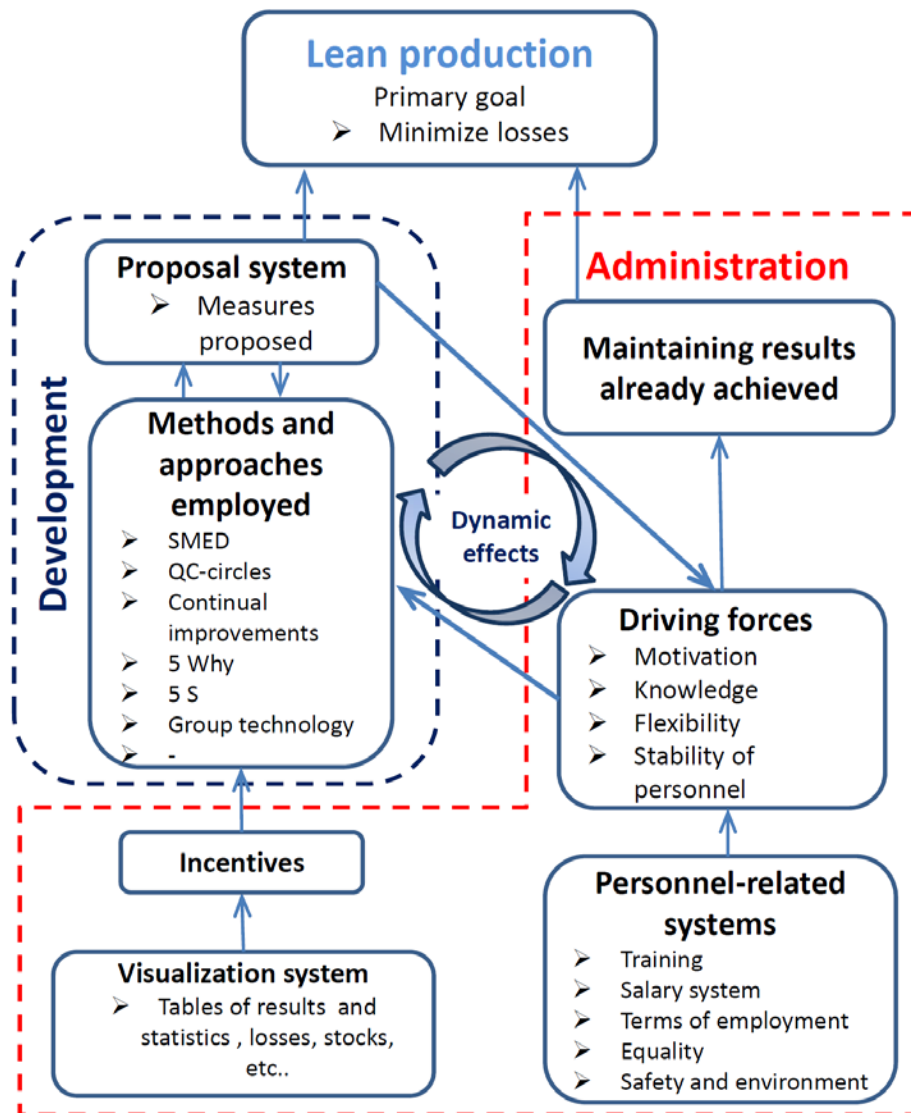 Lean production
Primary goal
➢ Minimize losses
Development
Proposal system
➢ Measures
proposed
Methods and
approaches
employed
➢ SMED
➢ QC-circles
➢ Continual
improvements
➢ 5 Why
➢ 5 S
➢ Group technology
➢ -
Dynamic
effects
Administration
Maintaining results
already achieved
Driving forces
➢ Motivation
➢ Knowledge
➢ Flexibility
➢ Stability of
personnel
Incentives
Visualization system
➢ Tables of results and
statistics , losses, stocks,
etc..
Personnel-related
systems
➢ Training
➢ Salary system
➢ Terms of employment
➢ Equality
➢ Safety and environment